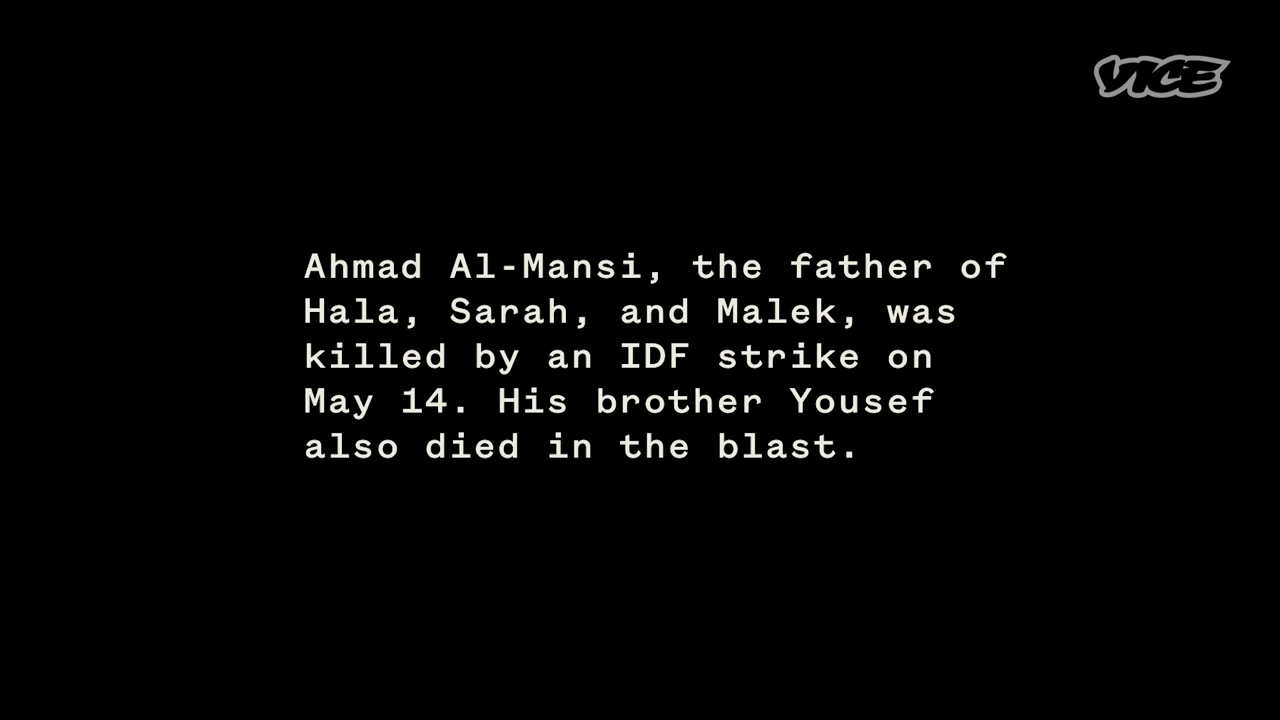 VICE
Ahmad Al-Mansi, the father of
Hala, Sarah, and Malek, was
killed by an IDF strike on
May 14. His brother Yousef
also died in the blast.